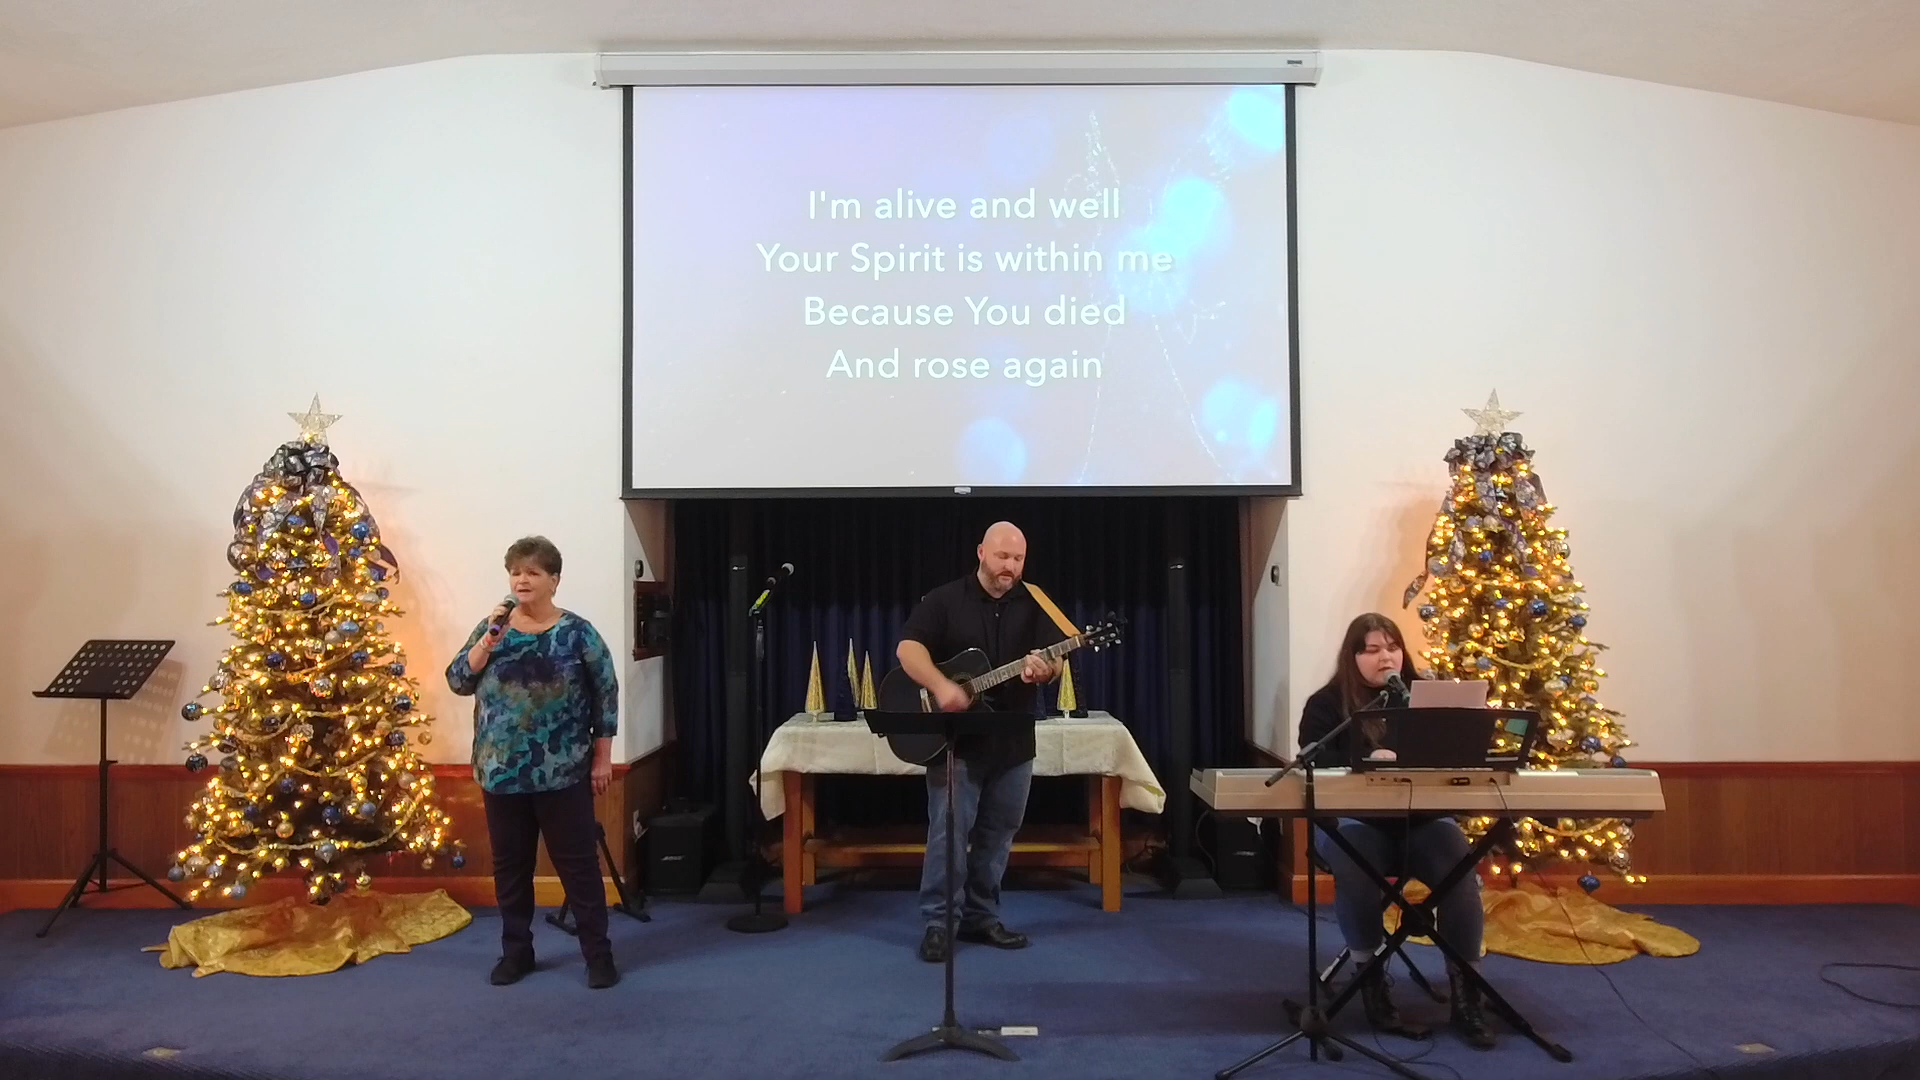 I'm alive and well
Your Spirit is within me
Because You died
And rose again